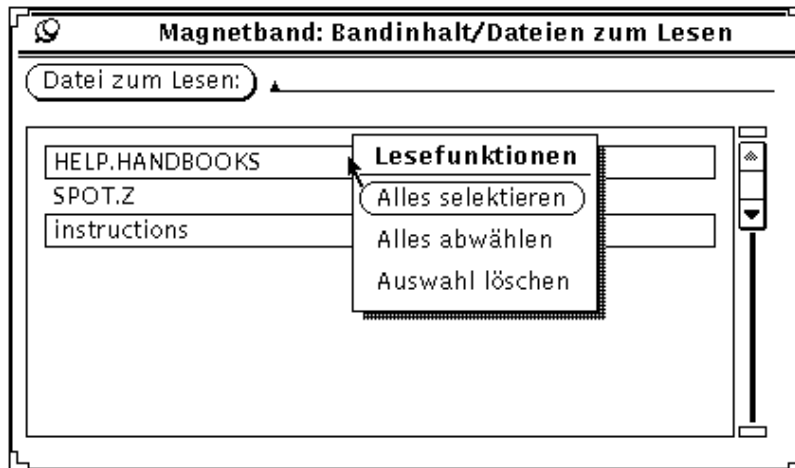 Magnetband: Bandinhalt/Dateien zum Lesen
Datei zum Lesen:
HELP.HANDBOOKS
SPOT.Z
instructions
Lesefunktionen
Alles selektieren
Alles abwählen
Auswahl löschen